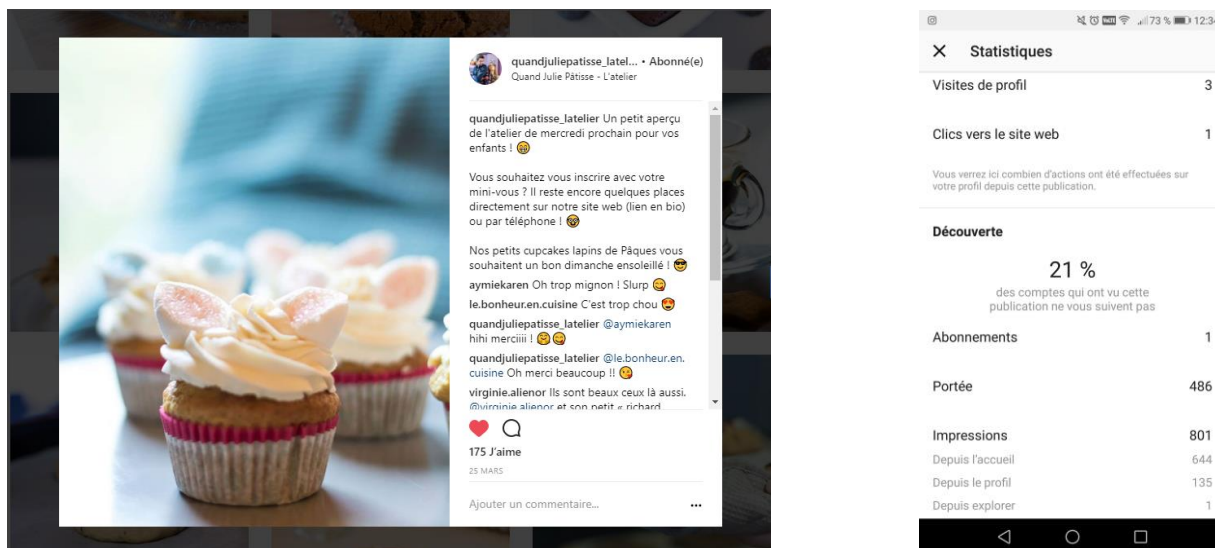 quandjuliepatisse_latel... • Abonné(e)
Quand Julie Pâtisse - L'atelier
quandjuliepatisse_latelier Un petit aperçu
de l'atelier de mercredi prochain pour vos
enfants !
Vous souhaitez vous inscrire avec votre
mini-vous ? Il reste encore quelques places
directement sur notre site web (lien en bio)
ou par téléphone !
Nos petits cupcakes lapins de Pâques vous
souhaitent un bon dimanche ensoleillé !
aymiekaren Oh trop mignon ! Slurp
le.bonheur.en.cuisine C'est trop chou
quandjuliepatisse_latelier @aymiekaren
hihi merciiii !
quandjuliepatisse_latelier @le.bonheur.en.
cuisine Oh merci beaucoup !!
virginie.alienor Ils sont beaux ceux là aussi.
@virginie.alienor et son petit « richard
175 J'aime
25 MARS
Ajouter un commentaire...
73 % 12:34
Statistiques
Visites de profil 3
Clics vers le site web 1
Vous verrez ici combien d'actions ont été effectuées sur
votre profil depuis cette publication.
Découverte
21 %
des comptes qui ont vu cette
publication ne vous suivent pas
Abonnements 1
Portée 486
Impressions 801
Depuis l'accueil 644
Depuis le profil 135
Depuis explorer 1